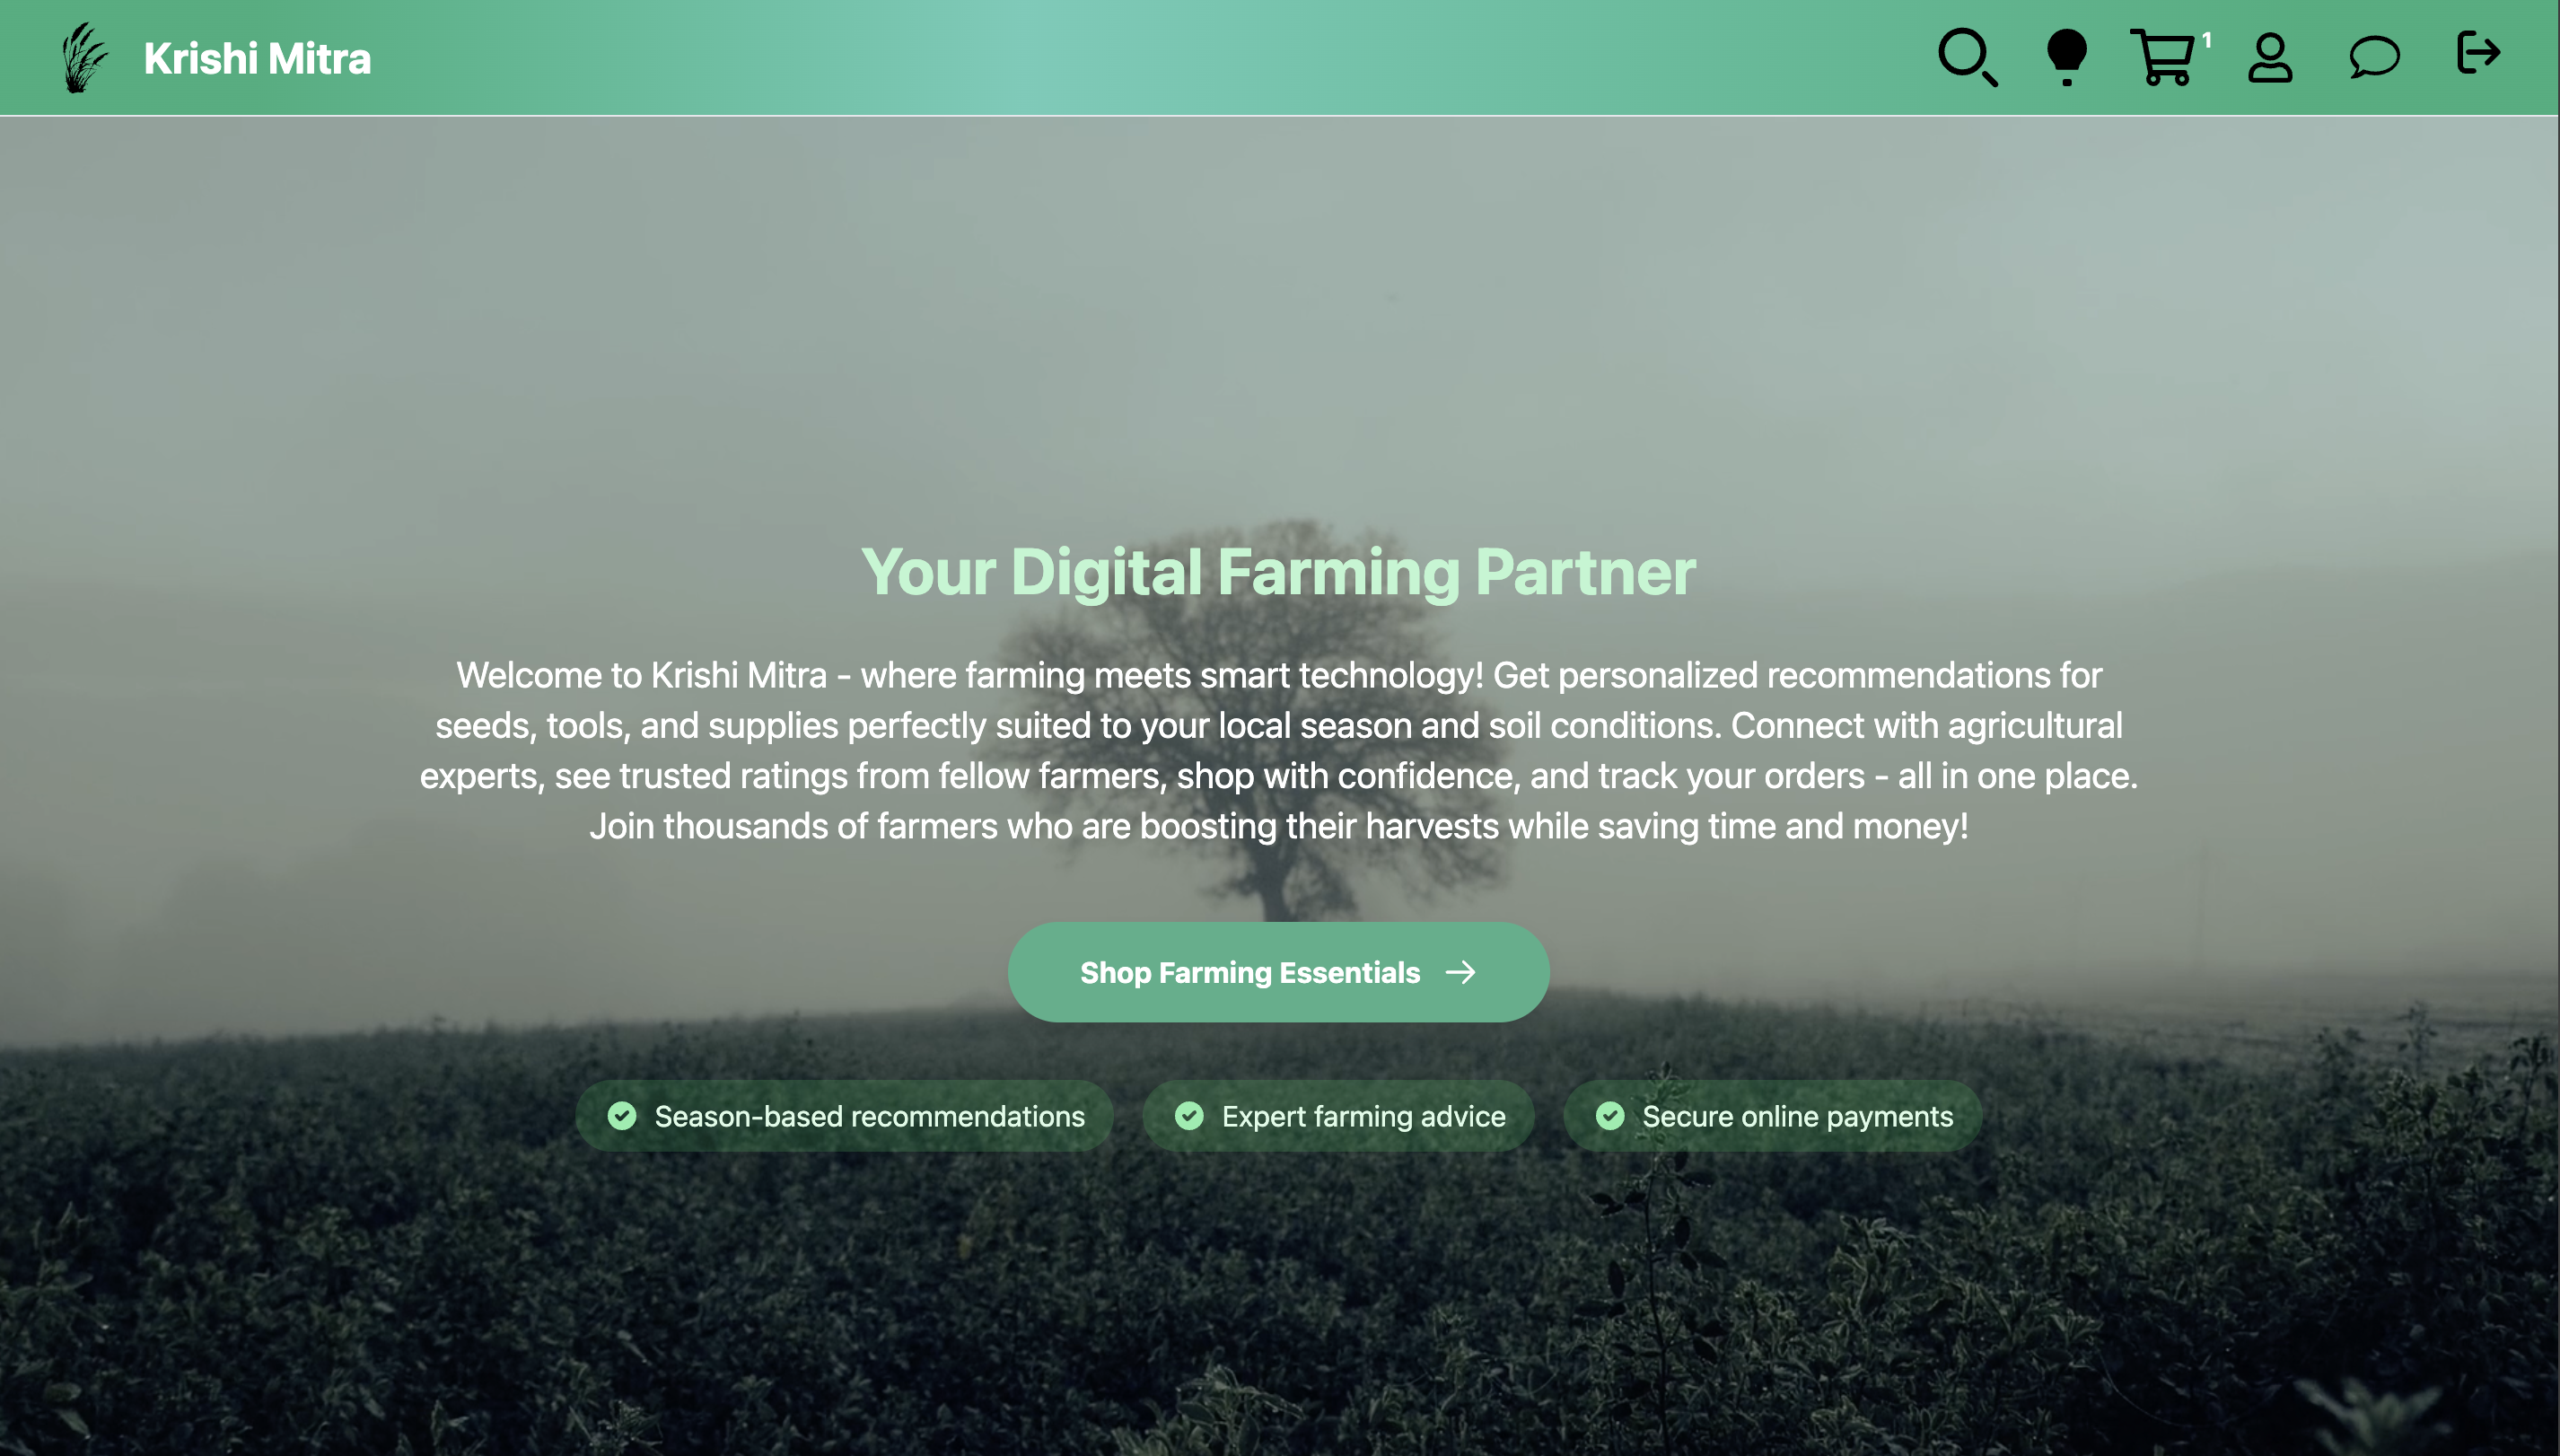 Krishi Mitra
1
Your Digital Farming Partner
Welcome to Krishi Mitra - where farming meets smart technology! Get personalized recommendations for
seeds, tools, and supplies perfectly suited to your local season and soil conditions. Connect with agricultural
experts, see trusted ratings from fellow farmers, shop with confidence, and track your orders - all in one place.
Join thousands of farmers who are boosting their harvests while saving time and money!
Shop Farming Essentials →
Season-based recommendations
Expert farming advice
Secure online payments